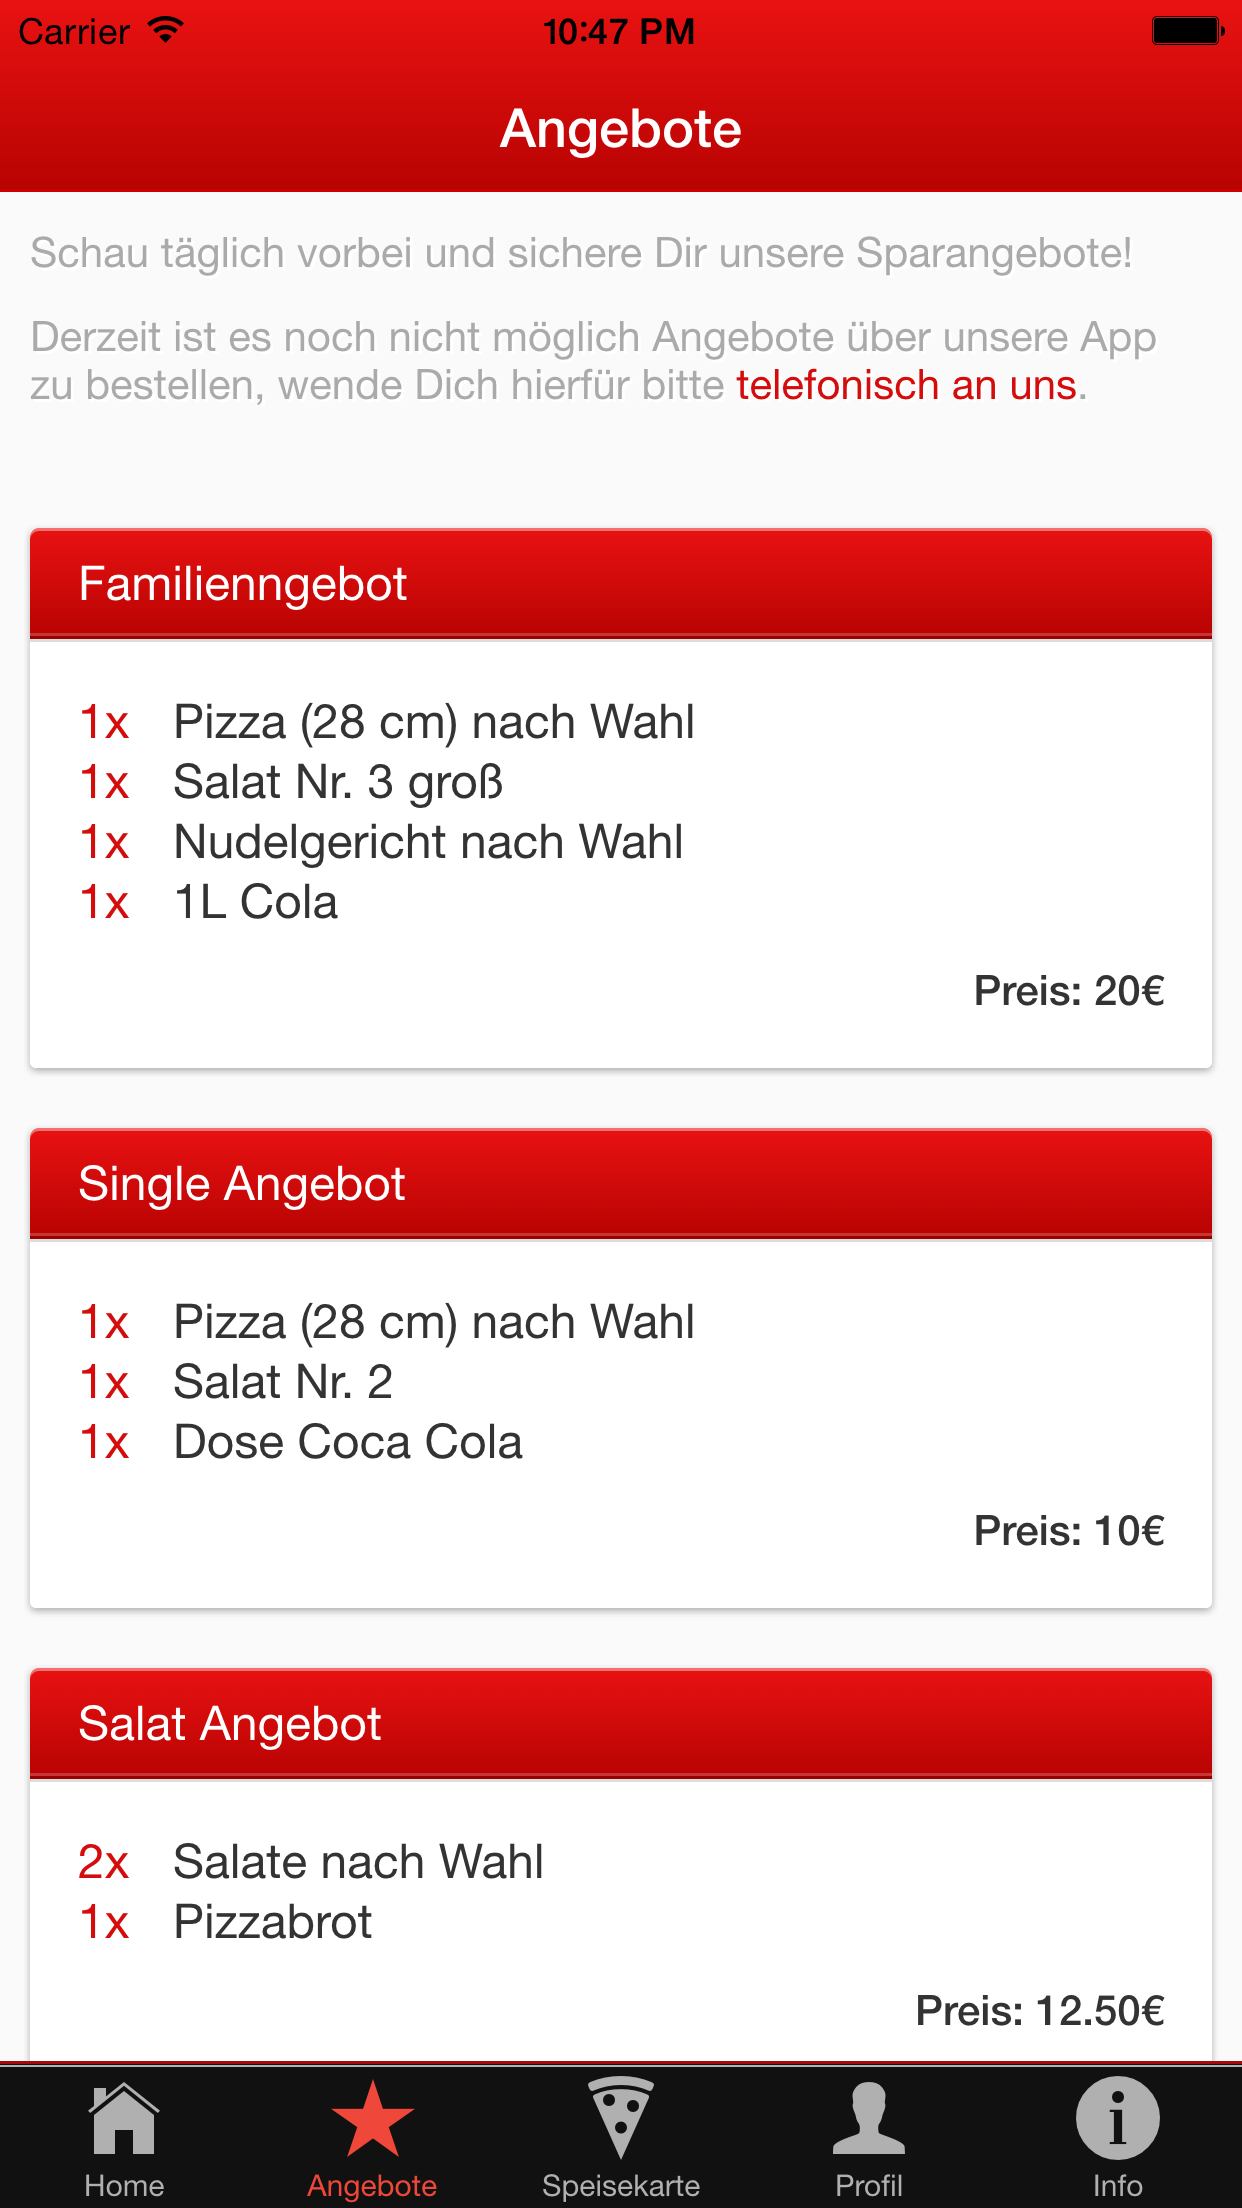 Carrier 10:47 PM
Angebote
Schau täglich vorbei und sichere Dir unsere Sparangebote!
Derzeit ist es noch nicht möglich Angebote über unsere App
zu bestellen, wende Dich hierfür bitte telefonisch an uns.
Familienngebot
1x Pizza (28 cm) nach Wahl
1x Salat Nr. 3 groß
1x Nudelgericht nach Wahl
1x 1L Cola
Preis: 20€
Single Angebot
1x Pizza (28 cm) nach Wahl
1x Salat Nr. 2
1x Dose Coca Cola
Preis: 10€
Salat Angebot
2x Salate nach Wahl
1x Pizzabrot
Preis: 12.50€
Home Angebote Speisekarte Profil Info